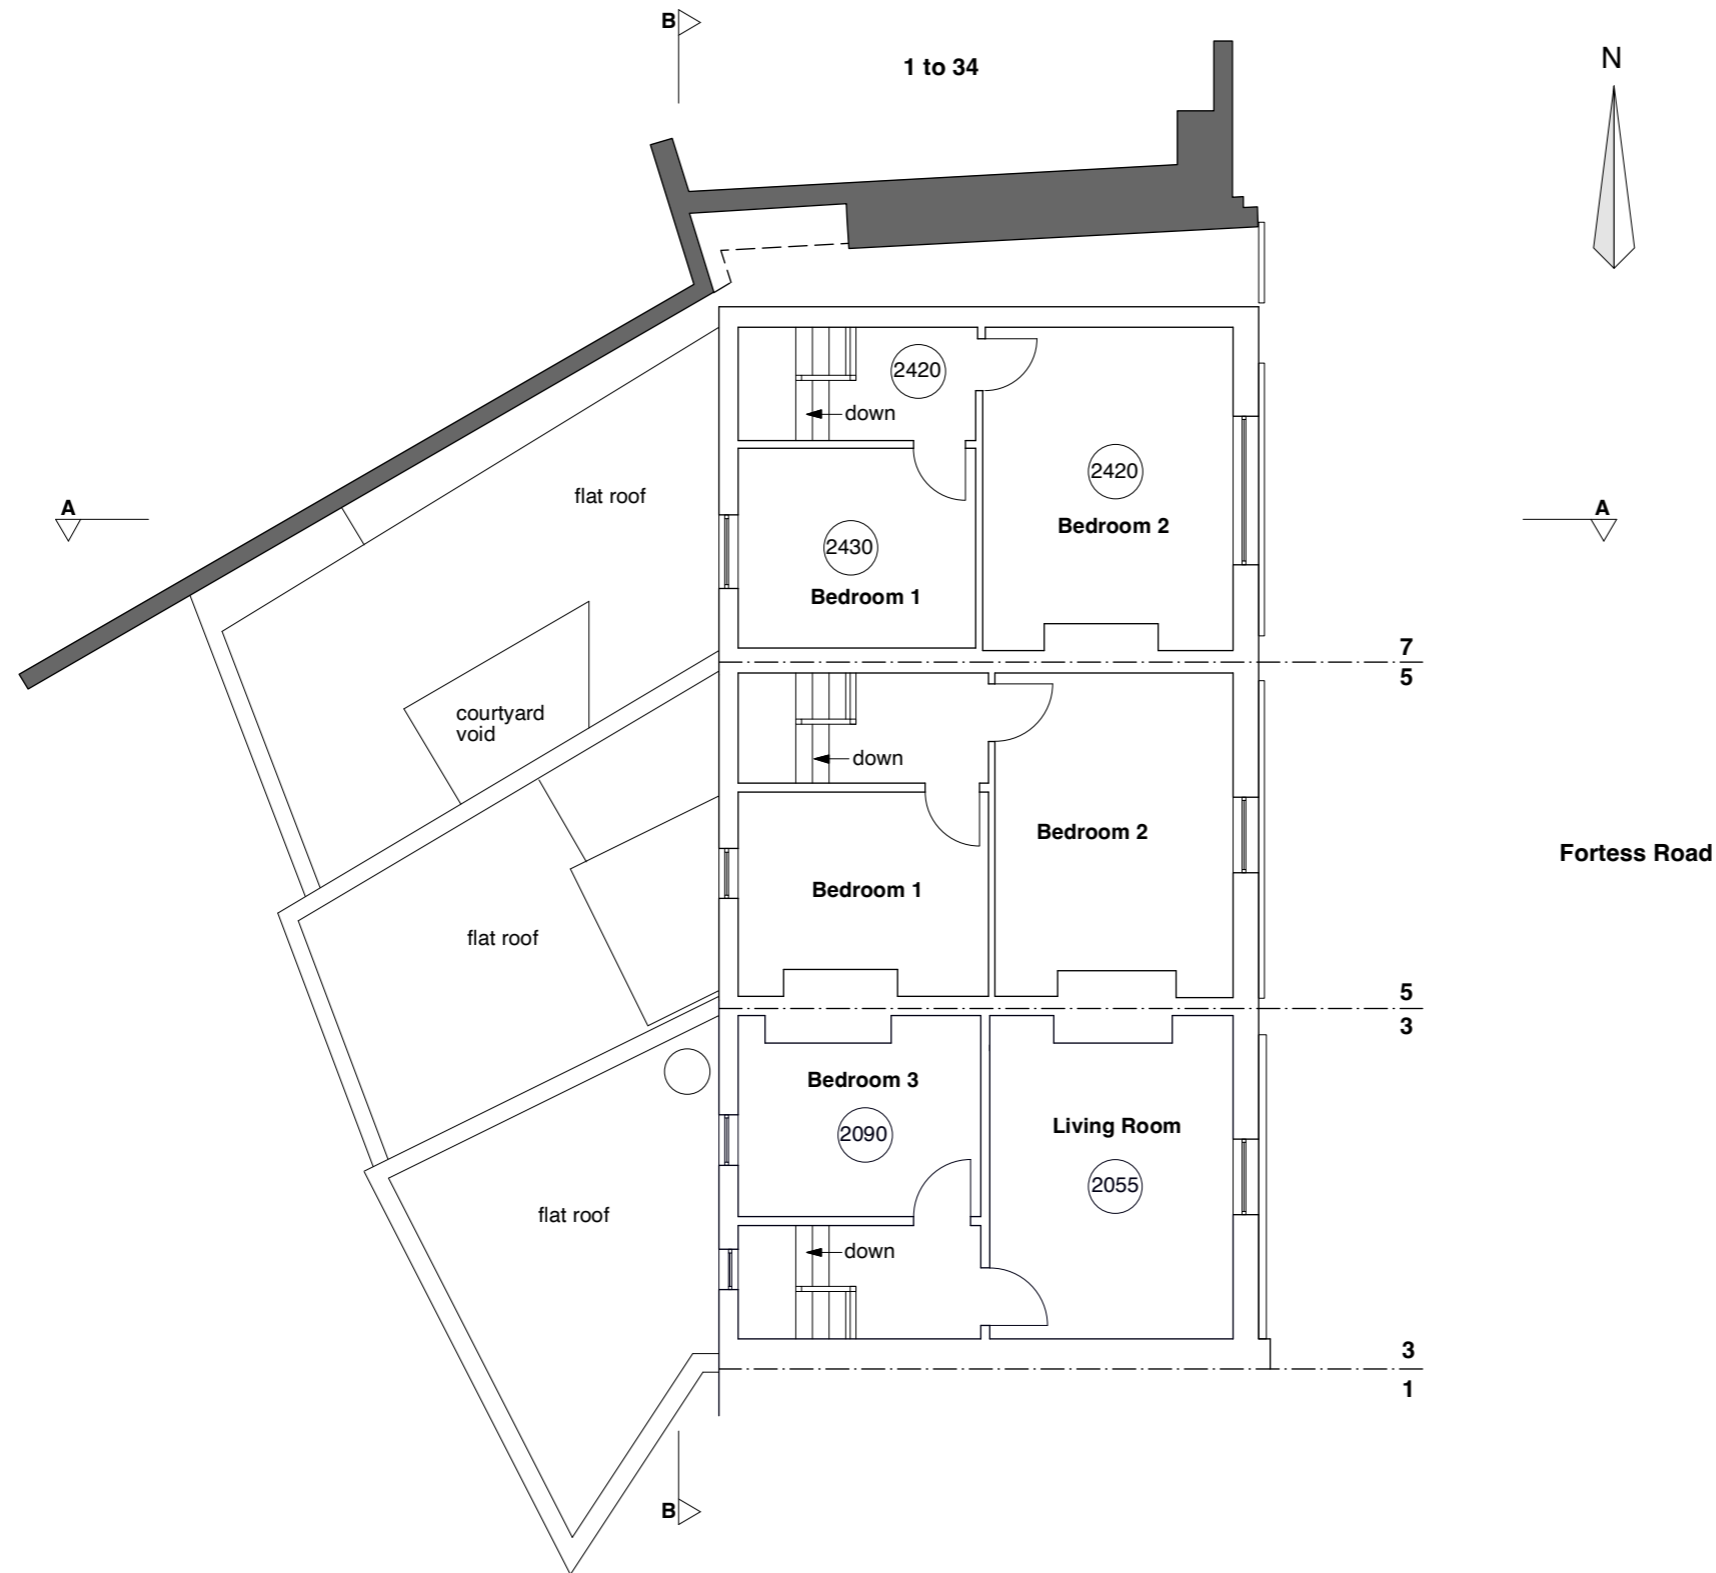 B
1 to 34
N
2420
down
2420
flat roof
A
A
Bedroom 2
2430
Bedroom 1
7
5
courtyard
void
down
Bedroom 2
Fortess Road
Bedroom 1
flat roof
5
3
Bedroom 3
Living Room
2090
2055
flat roof
down
3
1
B